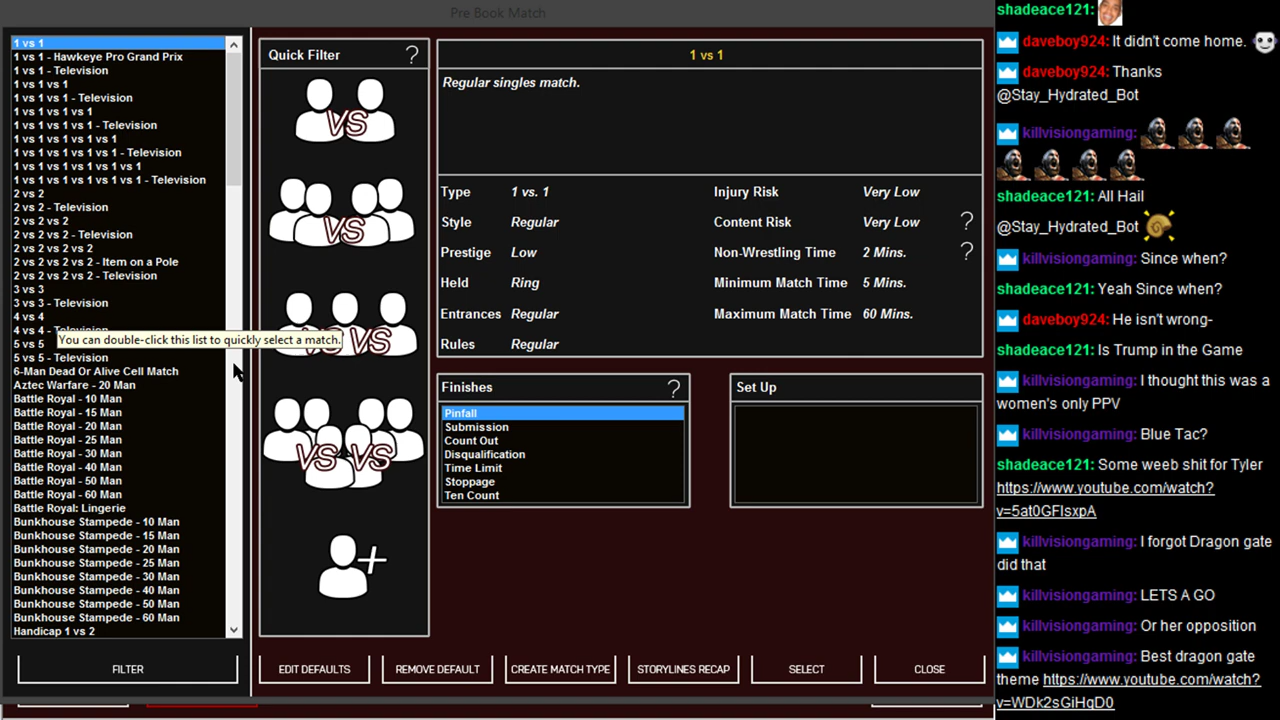 Pre Book Match
1 vs 1
1 vs 1 - Hawkeye Pro Grand Prix
1 vs 1 - Television
1 vs 1 vs 1
1 vs 1 vs 1 - Television
1 vs 1 vs 1 vs 1
1 vs 1 vs 1 vs 1 - Television
1 vs 1 vs 1 vs 1 vs 1
1 vs 1 vs 1 vs 1 vs 1 - Television
1 vs 1 vs 1 vs 1 vs 1 vs 1
1 vs 1 vs 1 vs 1 vs 1 vs 1 - Television
2 vs 2
2 vs 2 - Television
2 vs 2 vs 2
2 vs 2 vs 2 - Television
2 vs 2 vs 2 vs 2
2 vs 2 vs 2 vs 2 - Item on a Pole
2 vs 2 vs 2 vs 2 - Television
3 vs 3
3 vs 3 - Television
4 vs 4
4 vs 4 - Television
You can double-click this list to quickly select a match.
5 vs 5
5 vs 5 - Television
6-Man Dead Or Alive Cell Match
Aztec Warfare - 20 Man
Battle Royal - 10 Man
Battle Royal - 15 Man
Battle Royal - 20 Man
Battle Royal - 25 Man
Battle Royal - 30 Man
Battle Royal - 40 Man
Battle Royal - 50 Man
Battle Royal - 60 Man
Battle Royal: Lingerie
Bunkhouse Stampede - 10 Man
Bunkhouse Stampede - 15 Man
Bunkhouse Stampede - 20 Man
Bunkhouse Stampede - 25 Man
Bunkhouse Stampede - 30 Man
Bunkhouse Stampede - 40 Man
Bunkhouse Stampede - 50 Man
Bunkhouse Stampede - 60 Man
Handicap 1 vs 2
FILTER
Quick Filter ?
VS
VS
VS VS
VS VS
1 vs 1
Regular singles match.
Type 1 vs. 1 Injury Risk Very Low
Style Regular Content Risk Very Low ?
Prestige Low Non-Wrestling Time 2 Mins. ?
Held Ring Minimum Match Time 5 Mins.
Entrances Regular Maximum Match Time 60 Mins.
Rules Regular
Finishes ?
Pinfall
Submission
Count Out
Disqualification
Time Limit
Stoppage
Ten Count
Set Up
EDIT DEFAULTS REMOVE DEFAULT CREATE MATCH TYPE STORYLINES RECAP SELECT CLOSE
shadeace121:
daveboy924: It didn't come home.
daveboy924: Thanks
@Stay_Hydrated_Bot
killvisiongaming:
shadeace121: All Hail
@Stay_Hydrated_Bot
killvisiongaming: Since when?
shadeace121: Yeah Since when?
daveboy924: He isn't wrong-
shadeace121: Is Trump in the Game
killvisiongaming: I thought this was a
women's only PPV
killvisiongaming: Blue Tac?
shadeace121: Some weeb shit for Tyler
https://www.youtube.com/watch?
v=5at0GFIsxpA
killvisiongaming: I forgot Dragon gate
did that
killvisiongaming: LETS A GO
killvisiongaming: Or her opposition
killvisiongaming: Best dragon gate
theme https://www.youtube.com/watch?
v=WDk2sGiHqD0